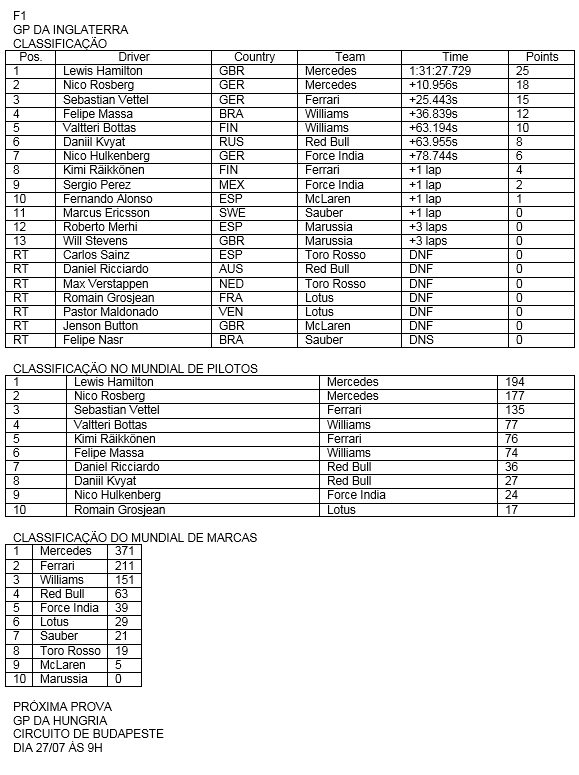 F1
GP DA INGLATERRA
CLASSIFICAÇÃO
Pos. Driver Country Team Time Points
1 Lewis Hamilton GBR Mercedes 1:31:27.729 25
2 Nico Rosberg GER Mercedes +10.956s 18
3 Sebastian Vettel GER Ferrari +25.443s 15
4 Felipe Massa BRA Williams +36.839s 12
5 Valtteri Bottas FIN Williams +63.194s 10
6 Daniil Kvyat RUS Red Bull +63.955s 8
7 Nico Hulkenberg GER Force India +78.744s 6
8 Kimi Räikkönen FIN Ferrari +1 lap 4
9 Sergio Perez MEX Force India +1 lap 2
10 Fernando Alonso ESP McLaren +1 lap 1
11 Marcus Ericsson SWE Sauber +1 lap 0
12 Roberto Merhi ESP Marussia +3 laps 0
13 Will Stevens GBR Marussia +3 laps 0
RT Carlos Sainz ESP Toro Rosso DNF 0
RT Daniel Ricciardo AUS Red Bull DNF 0
RT Max Verstappen NED Toro Rosso DNF 0
RT Romain Grosjean FRA Lotus DNF 0
RT Pastor Maldonado VEN Lotus DNF 0
RT Jenson Button GBR McLaren DNF 0
RT Felipe Nasr BRA Sauber DNS 0
CLASSIFICAÇÃO NO MUNDIAL DE PILOTOS
1 Lewis Hamilton Mercedes 194
2 Nico Rosberg Mercedes 177
3 Sebastian Vettel Ferrari 135
4 Valtteri Bottas Williams 77
5 Kimi Räikkönen Ferrari 76
6 Felipe Massa Williams 74
7 Daniel Ricciardo Red Bull 36
8 Daniil Kvyat Red Bull 27
9 Nico Hulkenberg Force India 24
10 Romain Grosjean Lotus 17
CLASSIFICAÇÃO DO MUNDIAL DE MARCAS
1 Mercedes 371
2 Ferrari 211
3 Williams 151
4 Red Bull 63
5 Force India 39
6 Lotus 29
7 Sauber 21
8 Toro Rosso 19
9 McLaren 5
10 Marussia 0
PRÓXIMA PROVA
GP DA HUNGRIA
CIRCUITO DE BUDAPESTE
DIA 27/07 ÀS 9H